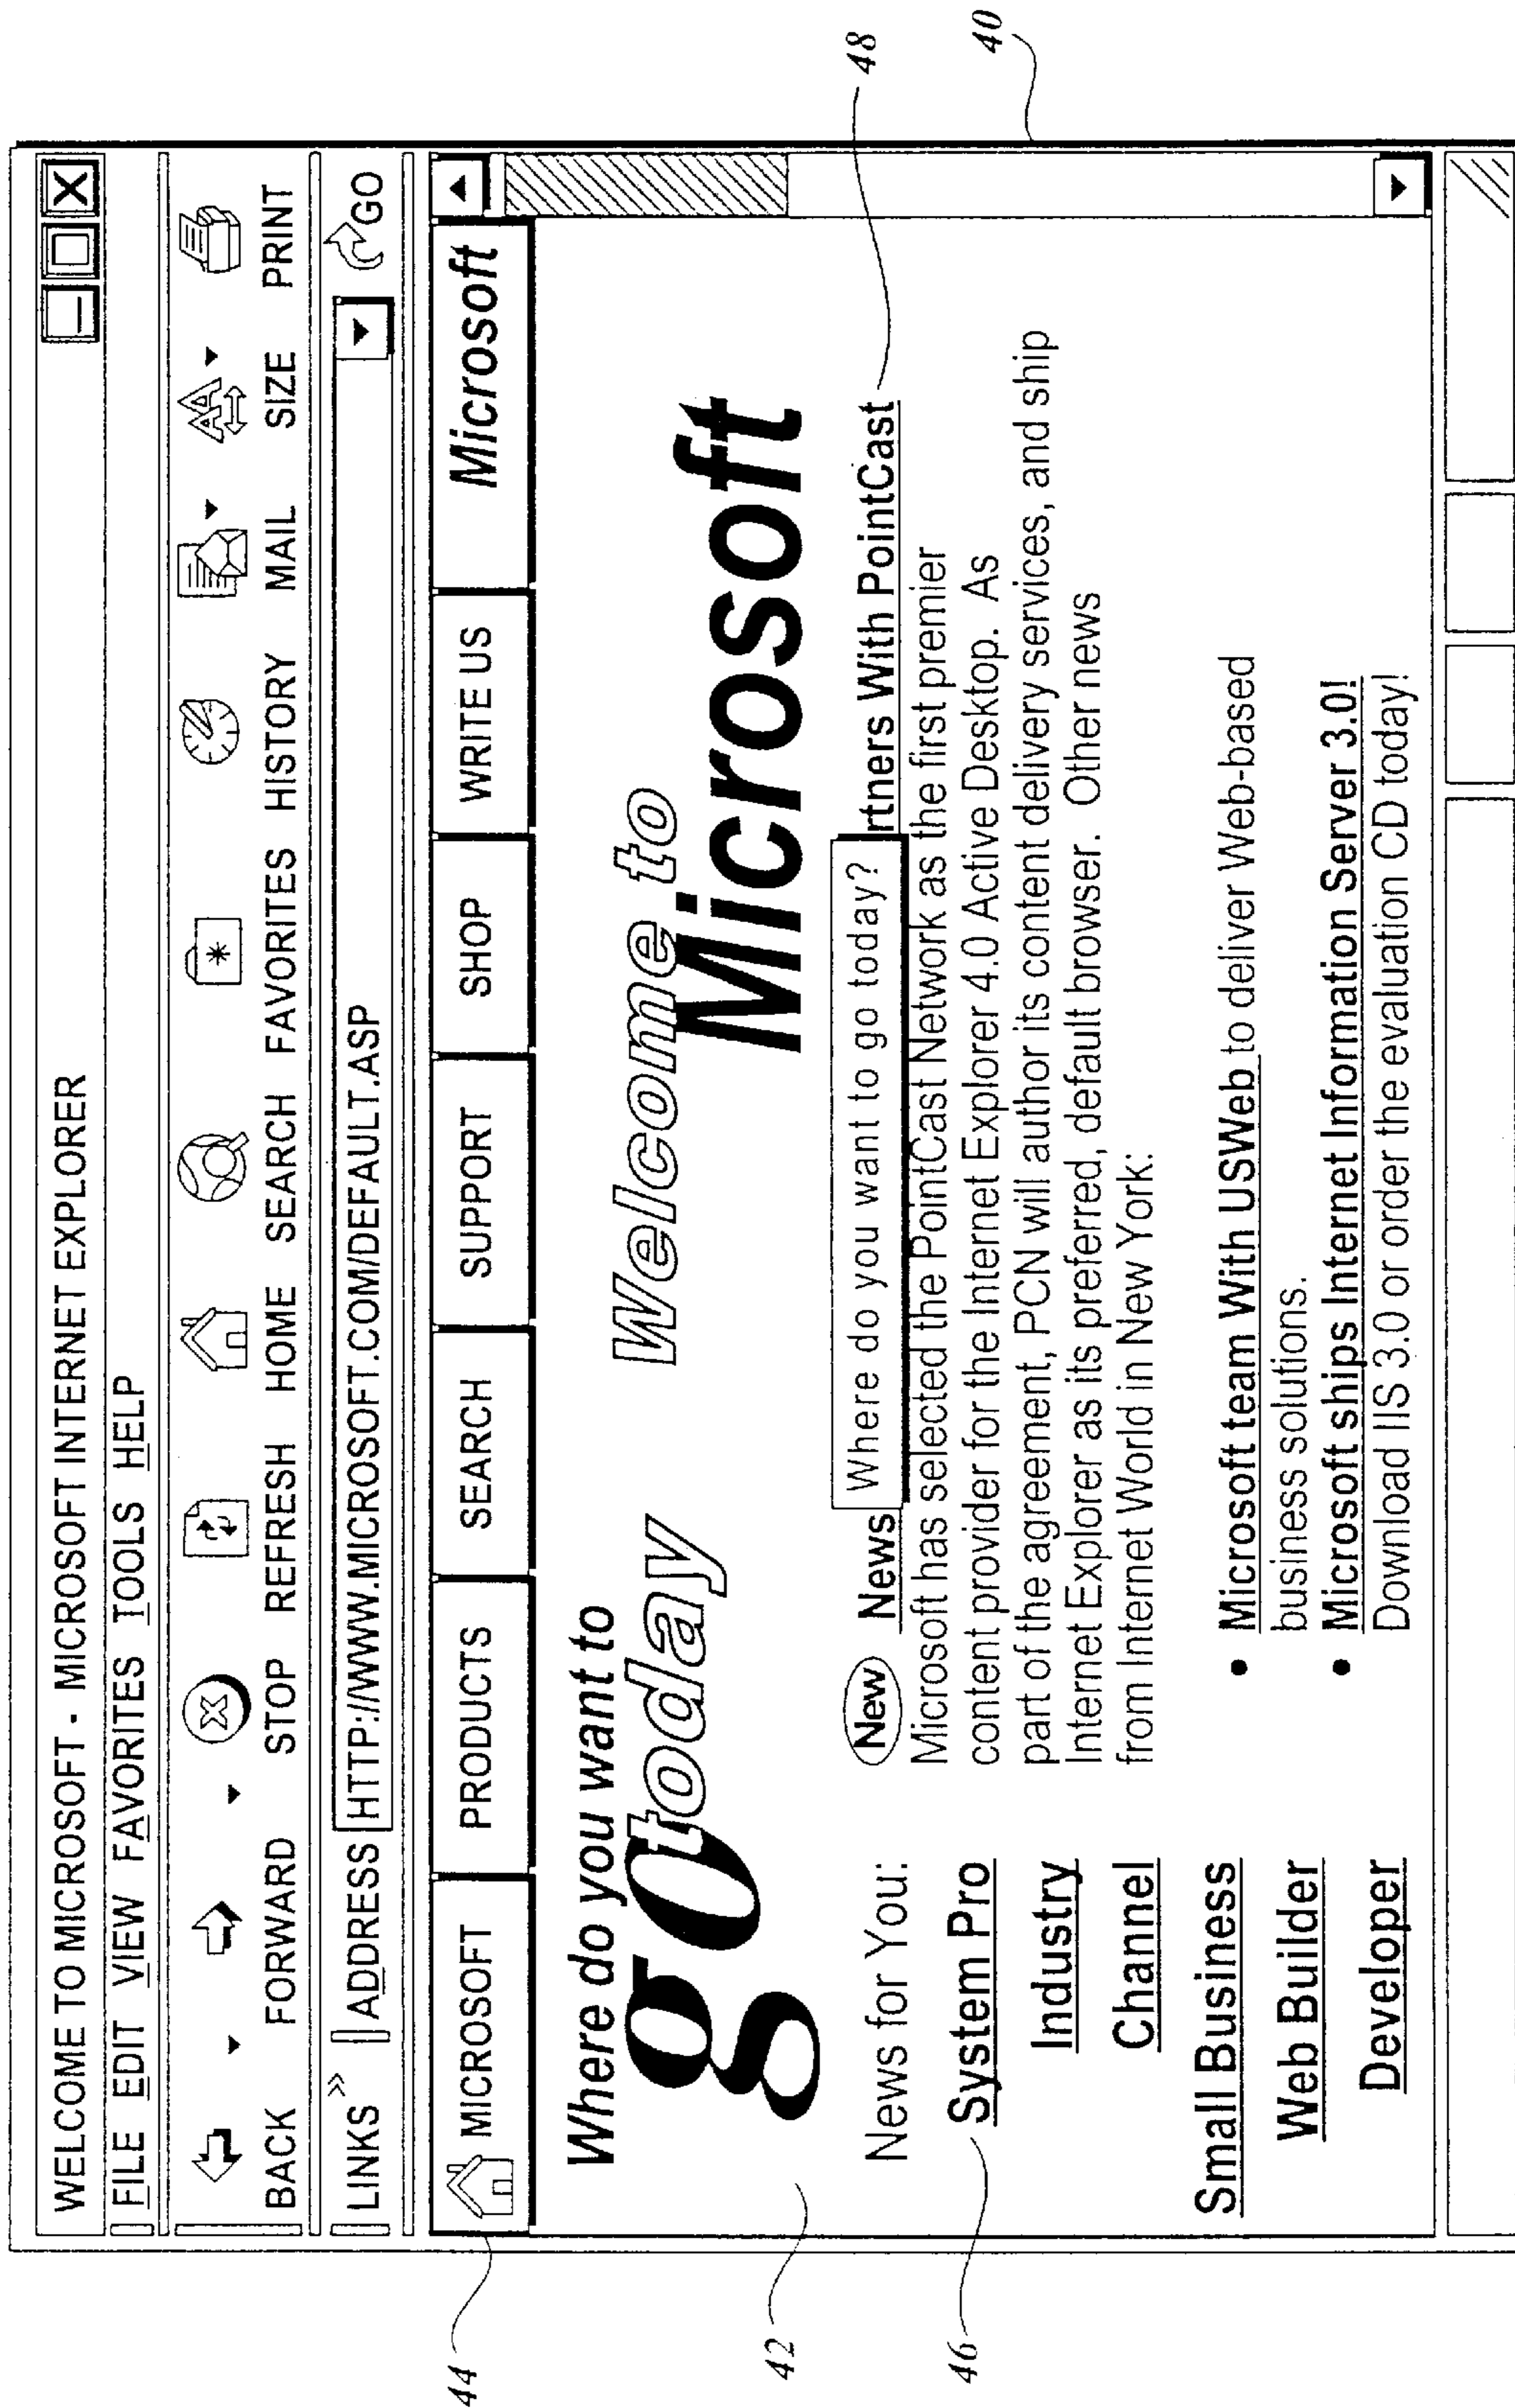 WELCOME TO MICROSOFT - MICROSOFT INTERNET EXPLORER
FILE EDIT VIEW FAVORITES TOOLS HELP
BACK FORWARD STOP REFRESH HOME SEARCH FAVORITES HISTORY MAIL SIZE PRINT
LINKS » ADDRESS HTTP://WWW.MICROSOFT.COM/DEFAULT.ASP GO
MICROSOFT PRODUCTS SEARCH SUPPORT SHOP WRITE US Microsoft
44
Where do you want to
go today
Welcome to
Microsoft
42
News for You:
System Pro
46
Industry
Channel
Small Business
Web Builder
Developer
New News Where do you want to go today? rtners With PointCast
48
Microsoft has selected the PointCast Network as the first premier
content provider for the Internet Explorer 4.0 Active Desktop. As
part of the agreement, PCN will author its content delivery services, and ship
Internet Explorer as its preferred, default browser. Other news
from Internet World in New York:
• Microsoft team With USWeb to deliver Web-based
business solutions.
• Microsoft ships Internet Information Server 3.0!
Download IIS 3.0 or order the evaluation CD today!
40